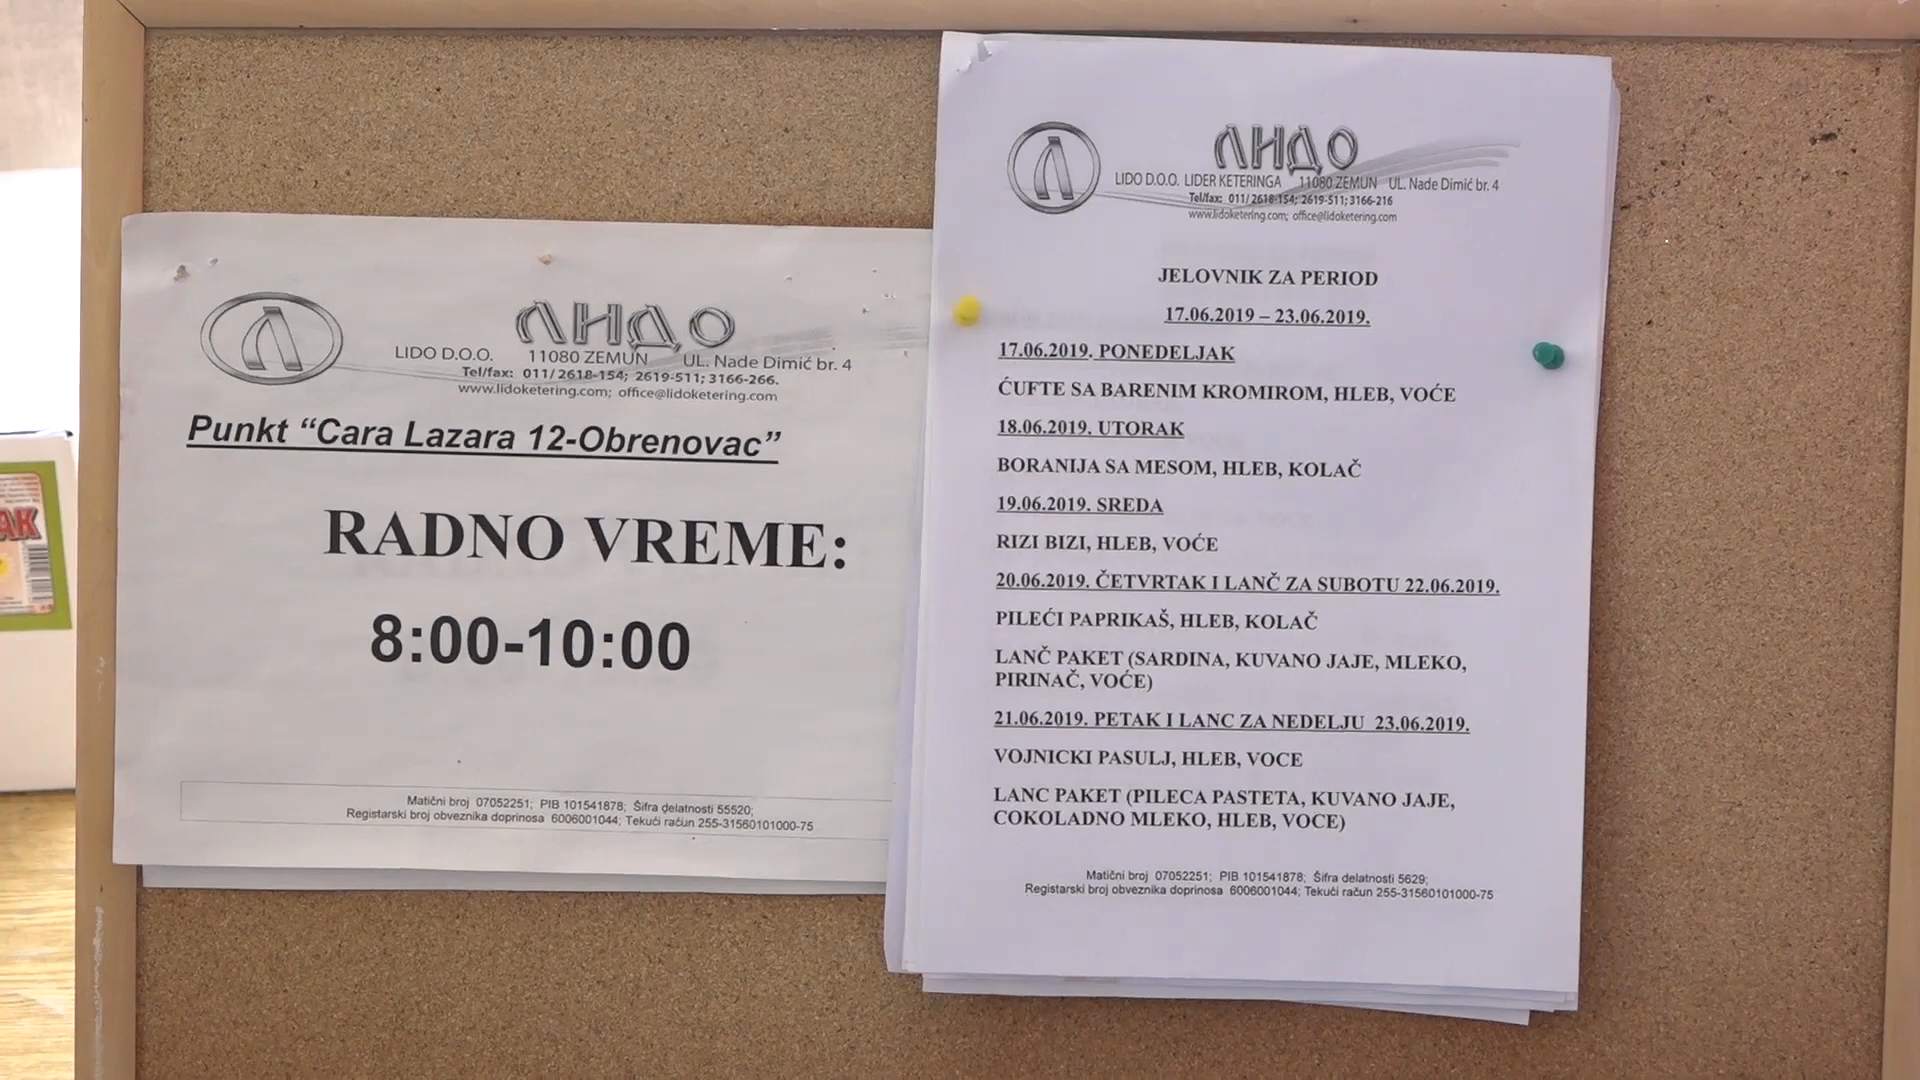 ЛИДО
LIDO D.O.O. 11080 ZEMUN UL. Nade Dimić br. 4
Tel/fax: 011/ 2618-154; 2619-511; 3166-266.
www.lidoketering.com; office@lidoketering.com
Punkt “Cara Lazara 12-Obrenovac”
RADNO VREME:
8:00-10:00
Matični broj 07052251; PIB 101541878; Šifra delatnosti 55520;
Registarski broj obveznika doprinosa 6006001044; Tekući račun 255-31560101000-75
ЛИДО
LIDO D.O.O. LIDER KETERINGA 11080 ZEMUN UL. Nade Dimić br. 4
Tel/fax: 011/ 2618-154; 2619-511; 3166-216
www.lidoketering.com; office@lidoketering.com
JELOVNIK ZA PERIOD
17.06.2019 – 23.06.2019.
17.06.2019. PONEDELJAK
ĆUFTE SA BARENIM KROMIROM, HLEB, VOĆE
18.06.2019. UTORAK
BORANIJA SA MESOM, HLEB, KOLAČ
19.06.2019. SREDA
RIZI BIZI, HLEB, VOĆE
20.06.2019. ČETVRTAK I LANČ ZA SUBOTU 22.06.2019.
PILEĆI PAPRIKAŠ, HLEB, KOLAČ
LANČ PAKET (SARDINA, KUVANO JAJE, MLEKO,
PIRINAČ, VOĆE)
21.06.2019. PETAK I LANC ZA NEDELJU 23.06.2019.
VOJNICKI PASULJ, HLEB, VOCE
LANC PAKET (PILECA PASTETA, KUVANO JAJE,
COKOLADNO MLEKO, HLEB, VOCE)
Matični broj 07052251; PIB 101541878; Šifra delatnosti 5629;
Registarski broj obveznika doprinosa 6006001044; Tekući račun 255-31560101000-75